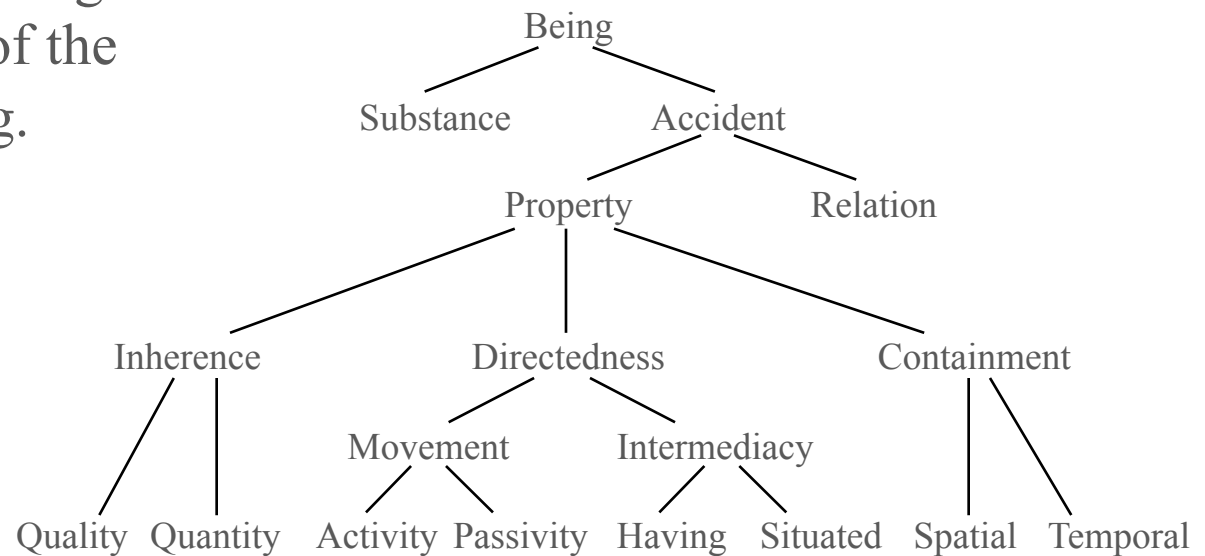 of the
g.
Being
Substance Accident
Property Relation
Inherence Directedness Containment
Movement Intermediacy
Quality Quantity Activity Passivity Having Situated Spatial Temporal